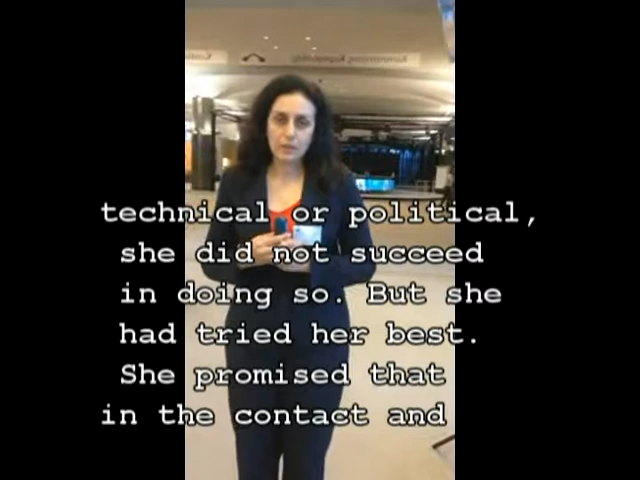 technical or political,
she did not succeed
in doing so. But she
had tried her best.
She promised that
in the contact and